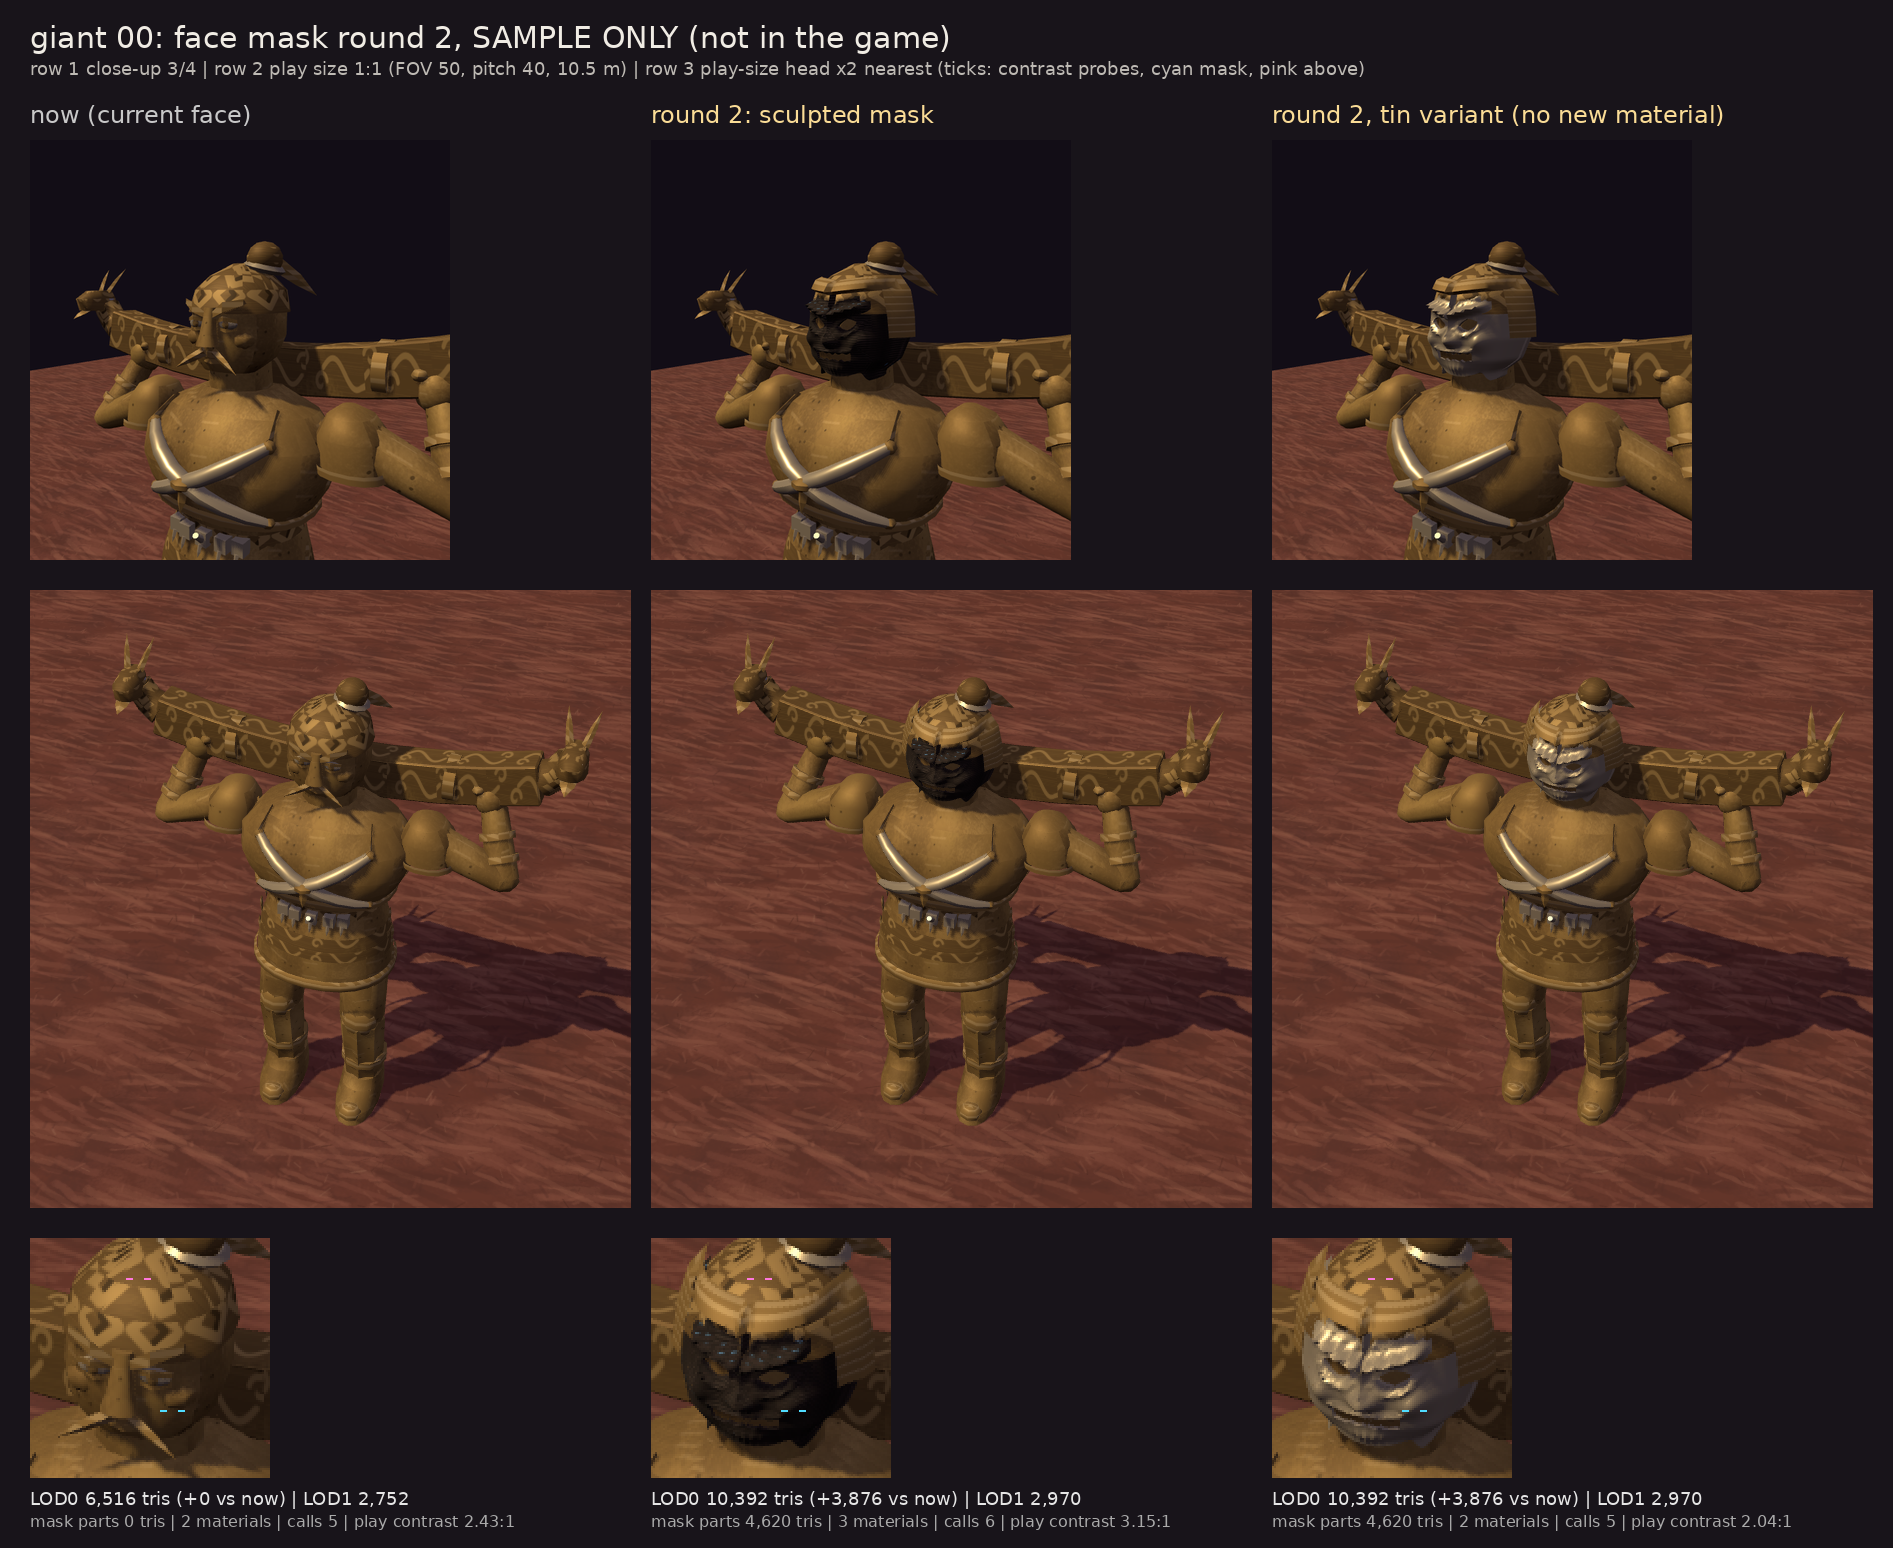 giant 00: face mask round 2, SAMPLE ONLY (not in the game)
row 1 close-up 3/4 | row 2 play size 1:1 (FOV 50, pitch 40, 10.5 m) | row 3 play-size head x2 nearest (ticks: contrast probes, cyan mask, pink above)
now (current face)
round 2: sculpted mask
round 2, tin variant (no new material)
LOD0 6,516 tris (+0 vs now) | LOD1 2,752
mask parts 0 tris | 2 materials | calls 5 | play contrast 2.43:1
LOD0 10,392 tris (+3,876 vs now) | LOD1 2,970
mask parts 4,620 tris | 3 materials | calls 6 | play contrast 3.15:1
LOD0 10,392 tris (+3,876 vs now) | LOD1 2,970
mask parts 4,620 tris | 2 materials | calls 5 | play contrast 2.04:1